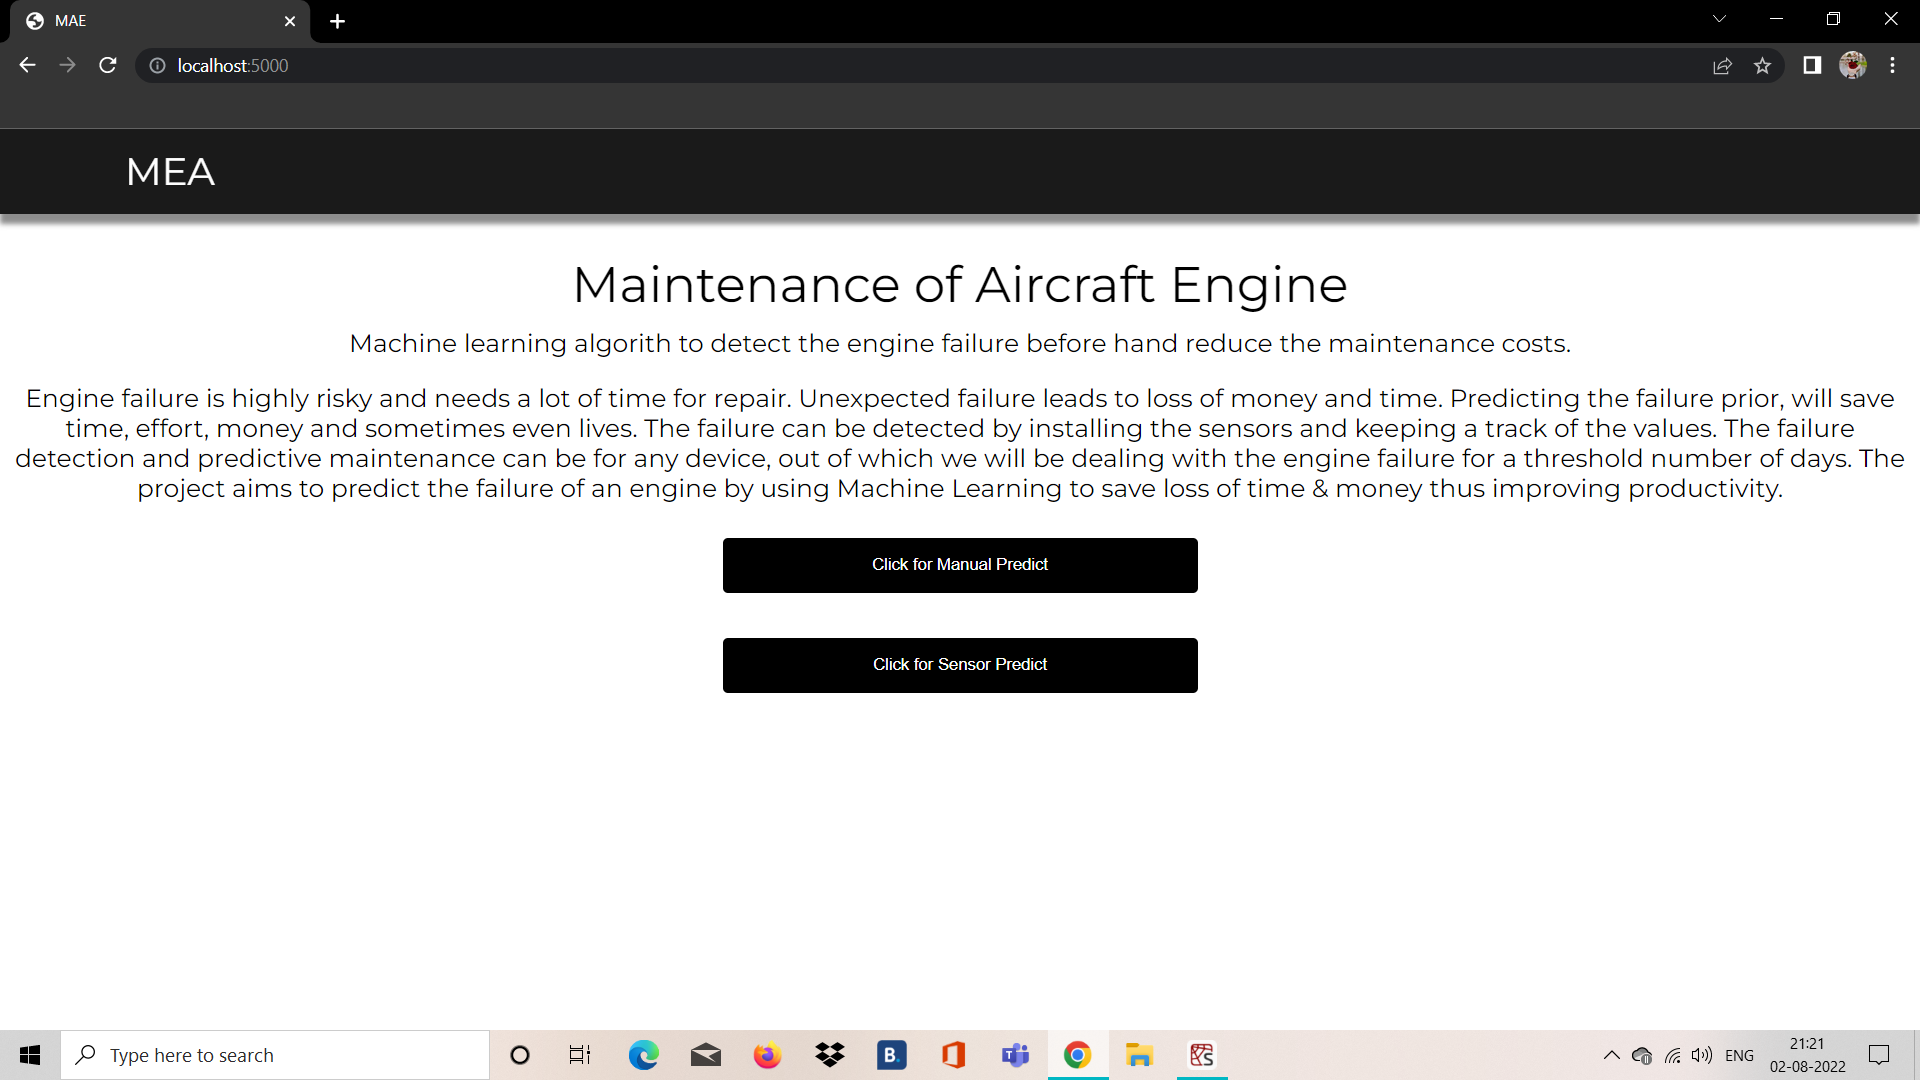 MAE
localhost:5000
MEA
Maintenance of Aircraft Engine
Machine learning algorith to detect the engine failure before hand reduce the maintenance costs.
Engine failure is highly risky and needs a lot of time for repair. Unexpected failure leads to loss of money and time. Predicting the failure prior, will save
time, effort, money and sometimes even lives. The failure can be detected by installing the sensors and keeping a track of the values. The failure
detection and predictive maintenance can be for any device, out of which we will be dealing with the engine failure for a threshold number of days. The
project aims to predict the failure of an engine by using Machine Learning to save loss of time & money thus improving productivity.
Click for Manual Predict
Click for Sensor Predict
Type here to search
B.
ENG
21:21
02-08-2022